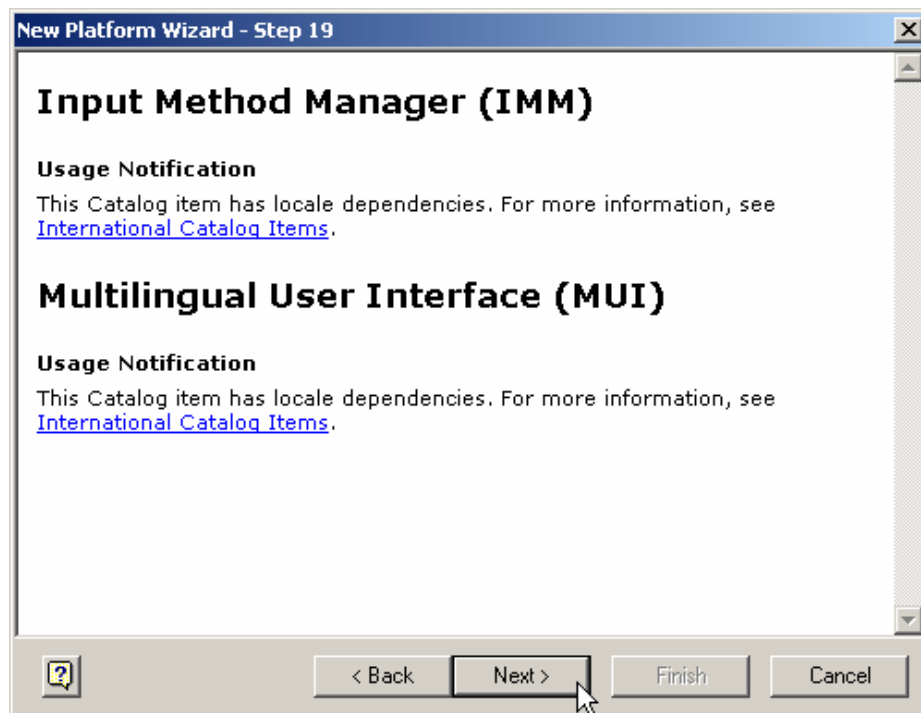 New Platform Wizard - Step 19
Input Method Manager (IMM)
Usage Notification
This Catalog item has locale dependencies. For more information, see
International Catalog Items.
Multilingual User Interface (MUI)
Usage Notification
This Catalog item has locale dependencies. For more information, see
International Catalog Items.
< Back Next > Finish Cancel